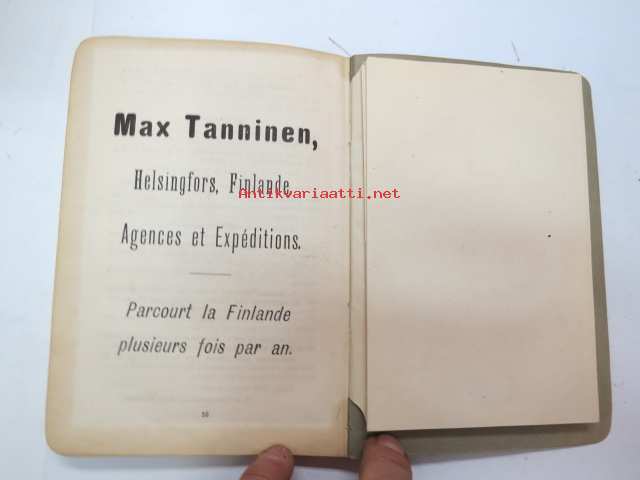 Max Tanninen,
Helsingfors, Finlande.
Antikvariaatti.net
Agences et Expéditions.
Parcourt la Finlande
plusieurs fois par an.